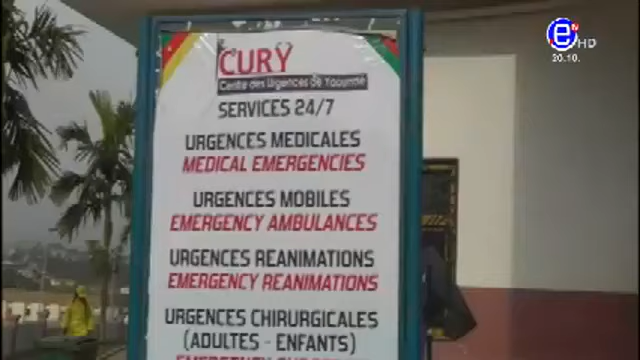 CURY
Centre des Urgences de Yaoundé
SERVICES 24/7
URGENCES MEDICALES
MEDICAL EMERGENCIES
URGENCES MOBILES
EMERGENCY AMBULANCES
URGENCES REANIMATIONS
EMERGENCY REANIMATIONS
URGENCES CHIRURGICALES
(ADULTES - ENFANTS)
e tv HD
20.10.